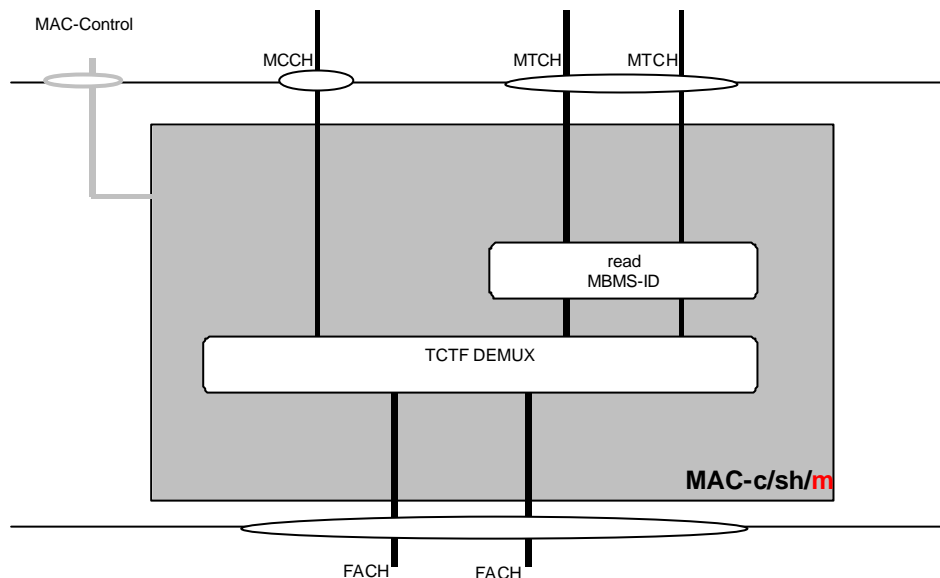 MAC-Control
MCCH
MTCH
MTCH
read
MBMS-ID
TCTF DEMUX
MAC-c/sh/m
FACH
FACH